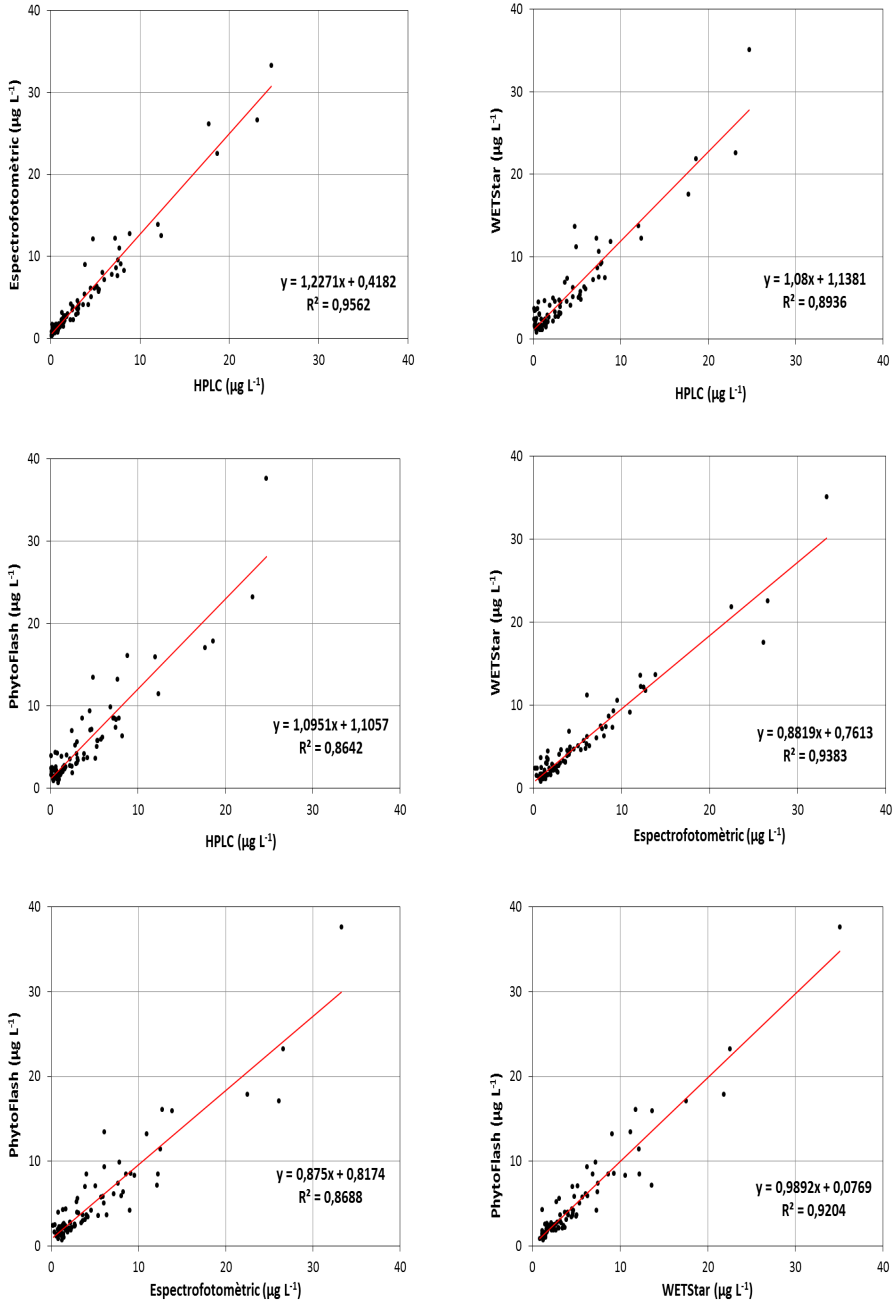 40
30
20
10
0
Espectrofotomètric (µg L⁻¹)
y = 1,2271x + 0,4182
R² = 0,9562
0 10 20 30 40
HPLC (µg L⁻¹)
40
30
20
10
0
WETStar (µg L⁻¹)
y = 1,08x + 1,1381
R² = 0,8936
0 10 20 30 40
HPLC (µg L⁻¹)
40
30
20
10
0
PhytoFlash (µg L⁻¹)
y = 1,0951x + 1,1057
R² = 0,8642
0 10 20 30 40
HPLC (µg L⁻¹)
40
30
20
10
0
WETStar (µg L⁻¹)
y = 0,8819x + 0,7613
R² = 0,9383
0 10 20 30 40
Espectrofotomètric (µg L⁻¹)
40
30
20
10
0
PhytoFlash (µg L⁻¹)
y = 0,875x + 0,8174
R² = 0,8688
0 10 20 30 40
Espectrofotomètric (µg L⁻¹)
40
30
20
10
0
PhytoFlash (µg L⁻¹)
y = 0,9892x + 0,0769
R² = 0,9204
0 10 20 30 40
WETStar (µg L⁻¹)